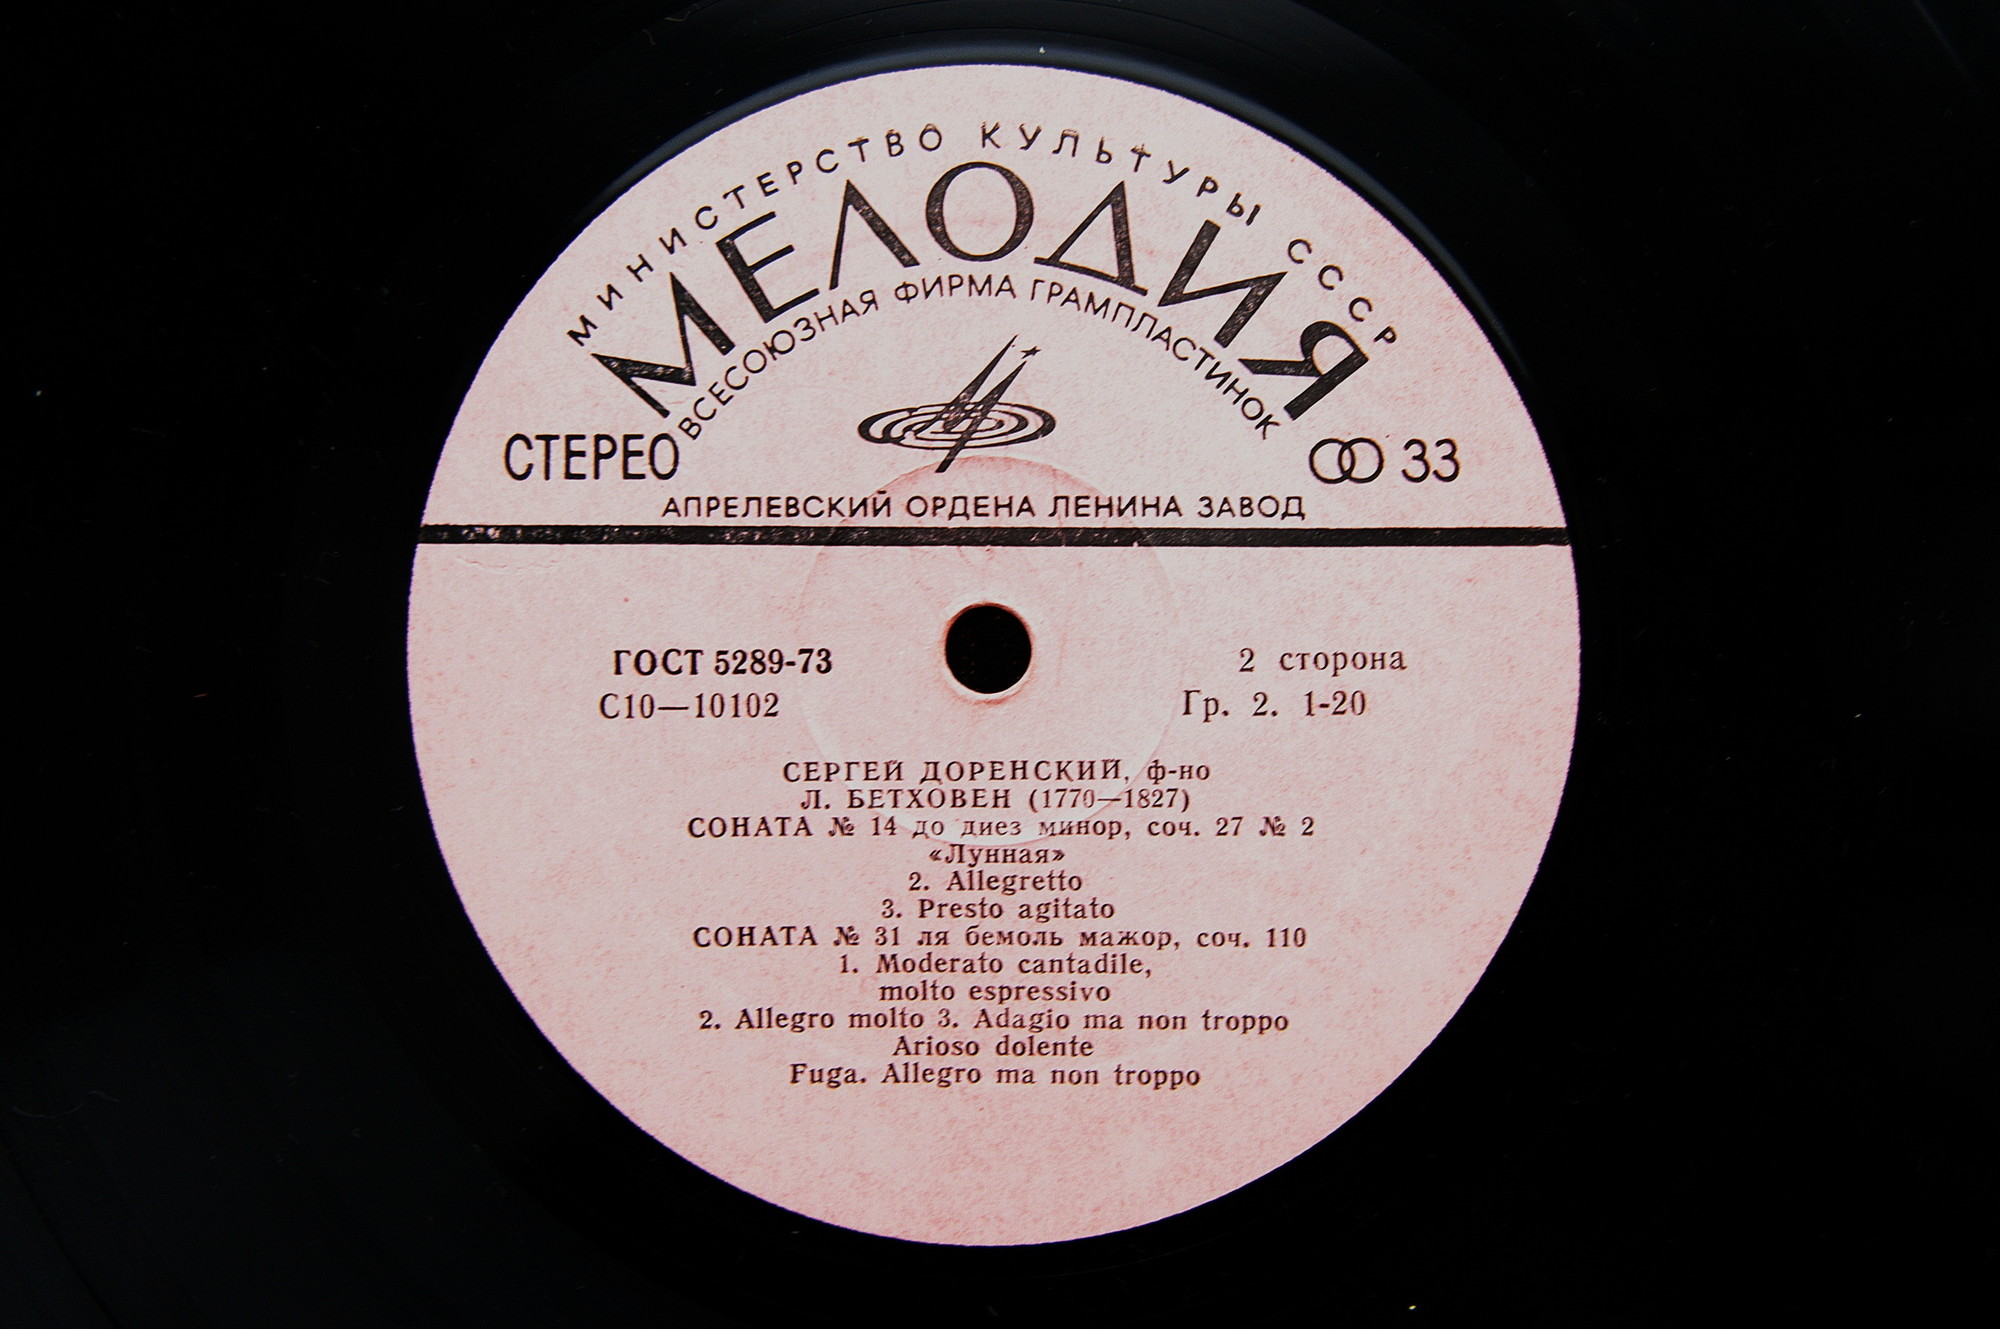 МИНИСТЕРСТВО КУЛЬТУРЫ СССР
МЕЛОДИЯ
ВСЕСОЮЗНАЯ ФИРМА ГРАМПЛАСТИНОК
СТЕРЕО 33
АПРЕЛЕВСКИЙ ОРДЕНА ЛЕНИНА ЗАВОД
ГОСТ 5289-73 2 сторона
С10—10102 Гр. 2. 1-20
СЕРГЕЙ ДОРЕНСКИЙ, ф-но
Л. БЕТХОВЕН (1770—1827)
СОНАТА № 14 до диез минор, соч. 27 № 2
«Лунная»
2. Allegretto
3. Presto agitato
СОНАТА № 31 ля бемоль мажор, соч. 110
1. Moderato cantadile,
molto espressivo
2. Allegro molto 3. Adagio ma non troppo
Arioso dolente
Fuga. Allegro ma non troppo